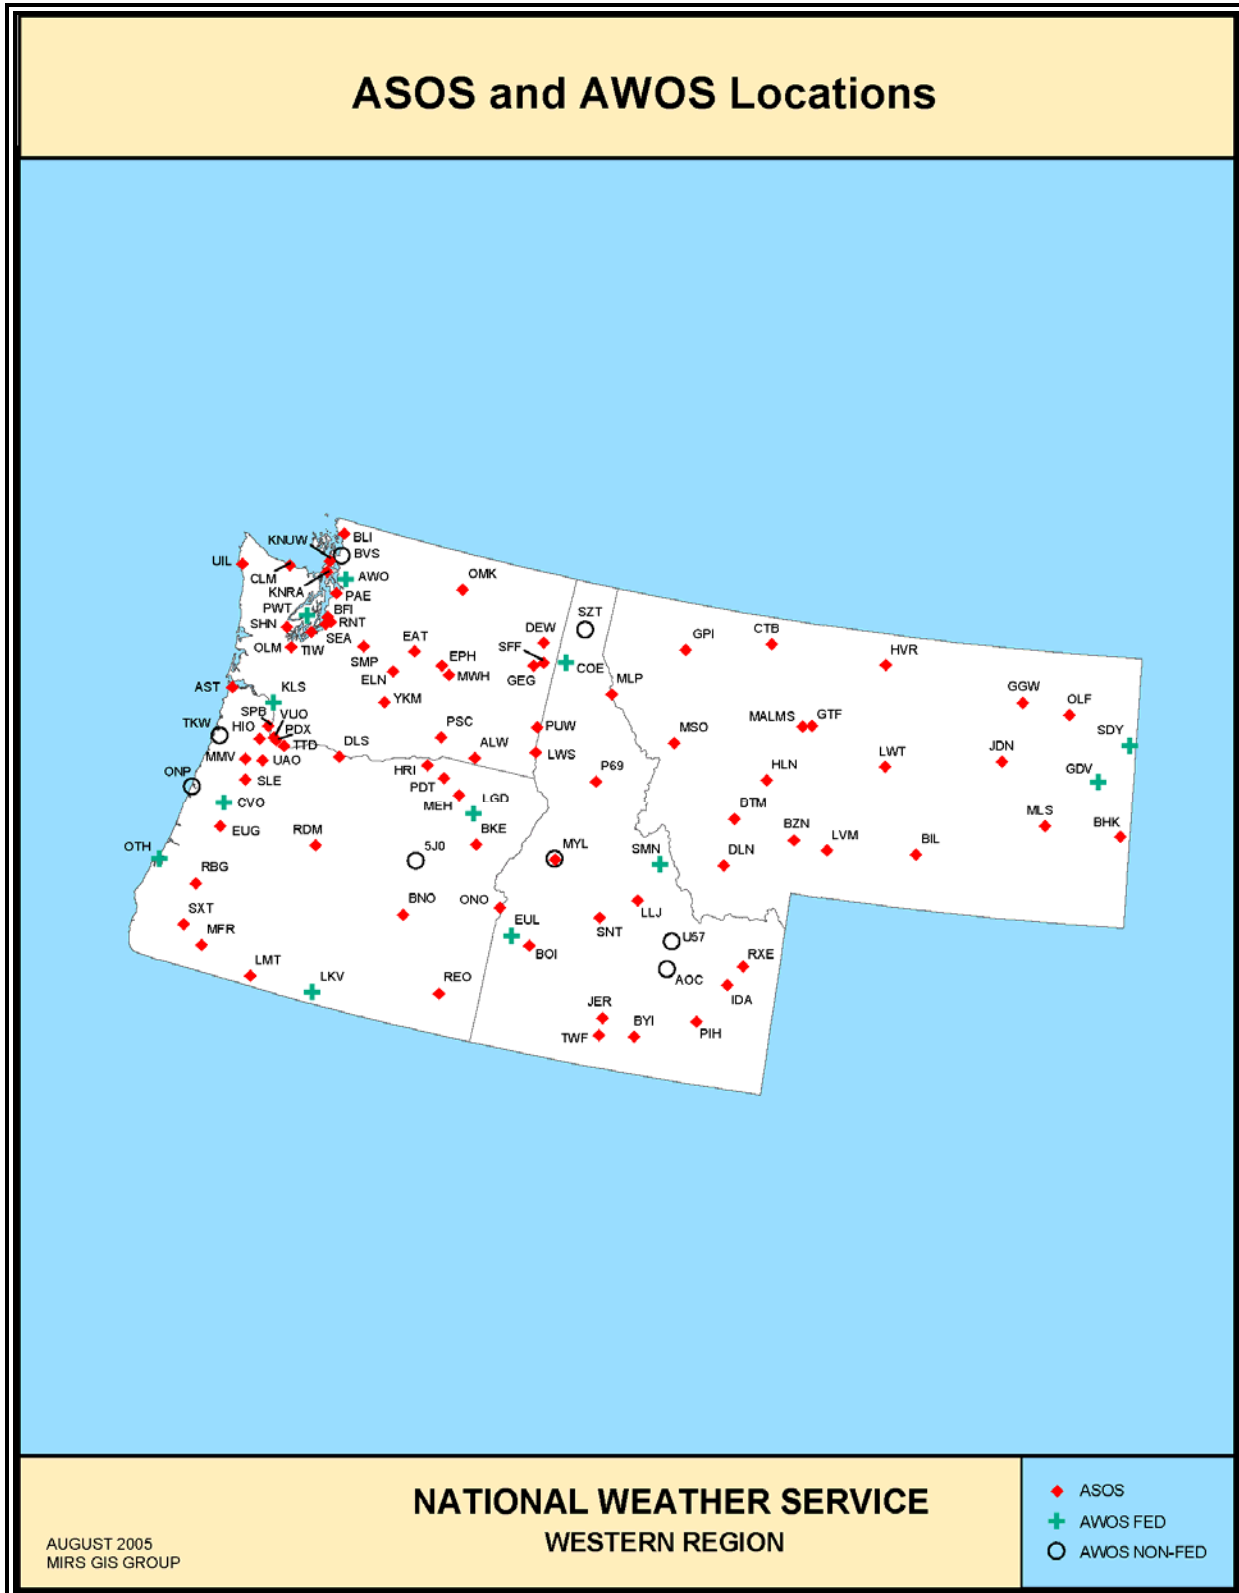 ASOS and AWOS Locations
KNUW
BLI
BVS
UIL
CLM
AWO
KNRA
OMK
PAE
PWT
BFI
SZT
SHN
RNT
CTB
DEW
GPI
SEA
EAT
SFF
OLM
TIW
HVR
SMP
EPH
COE
ELN
MWH
GEG
MLP
AST
KLS
GGW
YKM
OLF
SPB
VUO
TKW
HIO
PDX
PSC
PUW
MSO
MALMS
GTF
SDY
TTD
DLS
ALW
JDN
MMV
UAO
LWS
LWT
HRI
P69
HLN
GDV
ONP
SLE
PDT
CVO
MEH
LGD
DTM
MLS
EUG
RDM
BKE
BZN
BHK
LVM
BIL
OTH
5J0
MYL
SMN
DLN
RBG
SXT
BNO
ONO
LLJ
MFR
EUL
SNT
U57
BOI
RXE
LMT
LKV
REO
AOC
IDA
JER
BYI
TWF
PIH
NATIONAL WEATHER SERVICE
WESTERN REGION
AUGUST 2005
MIRS GIS GROUP
ASOS
AWOS FED
AWOS NON-FED